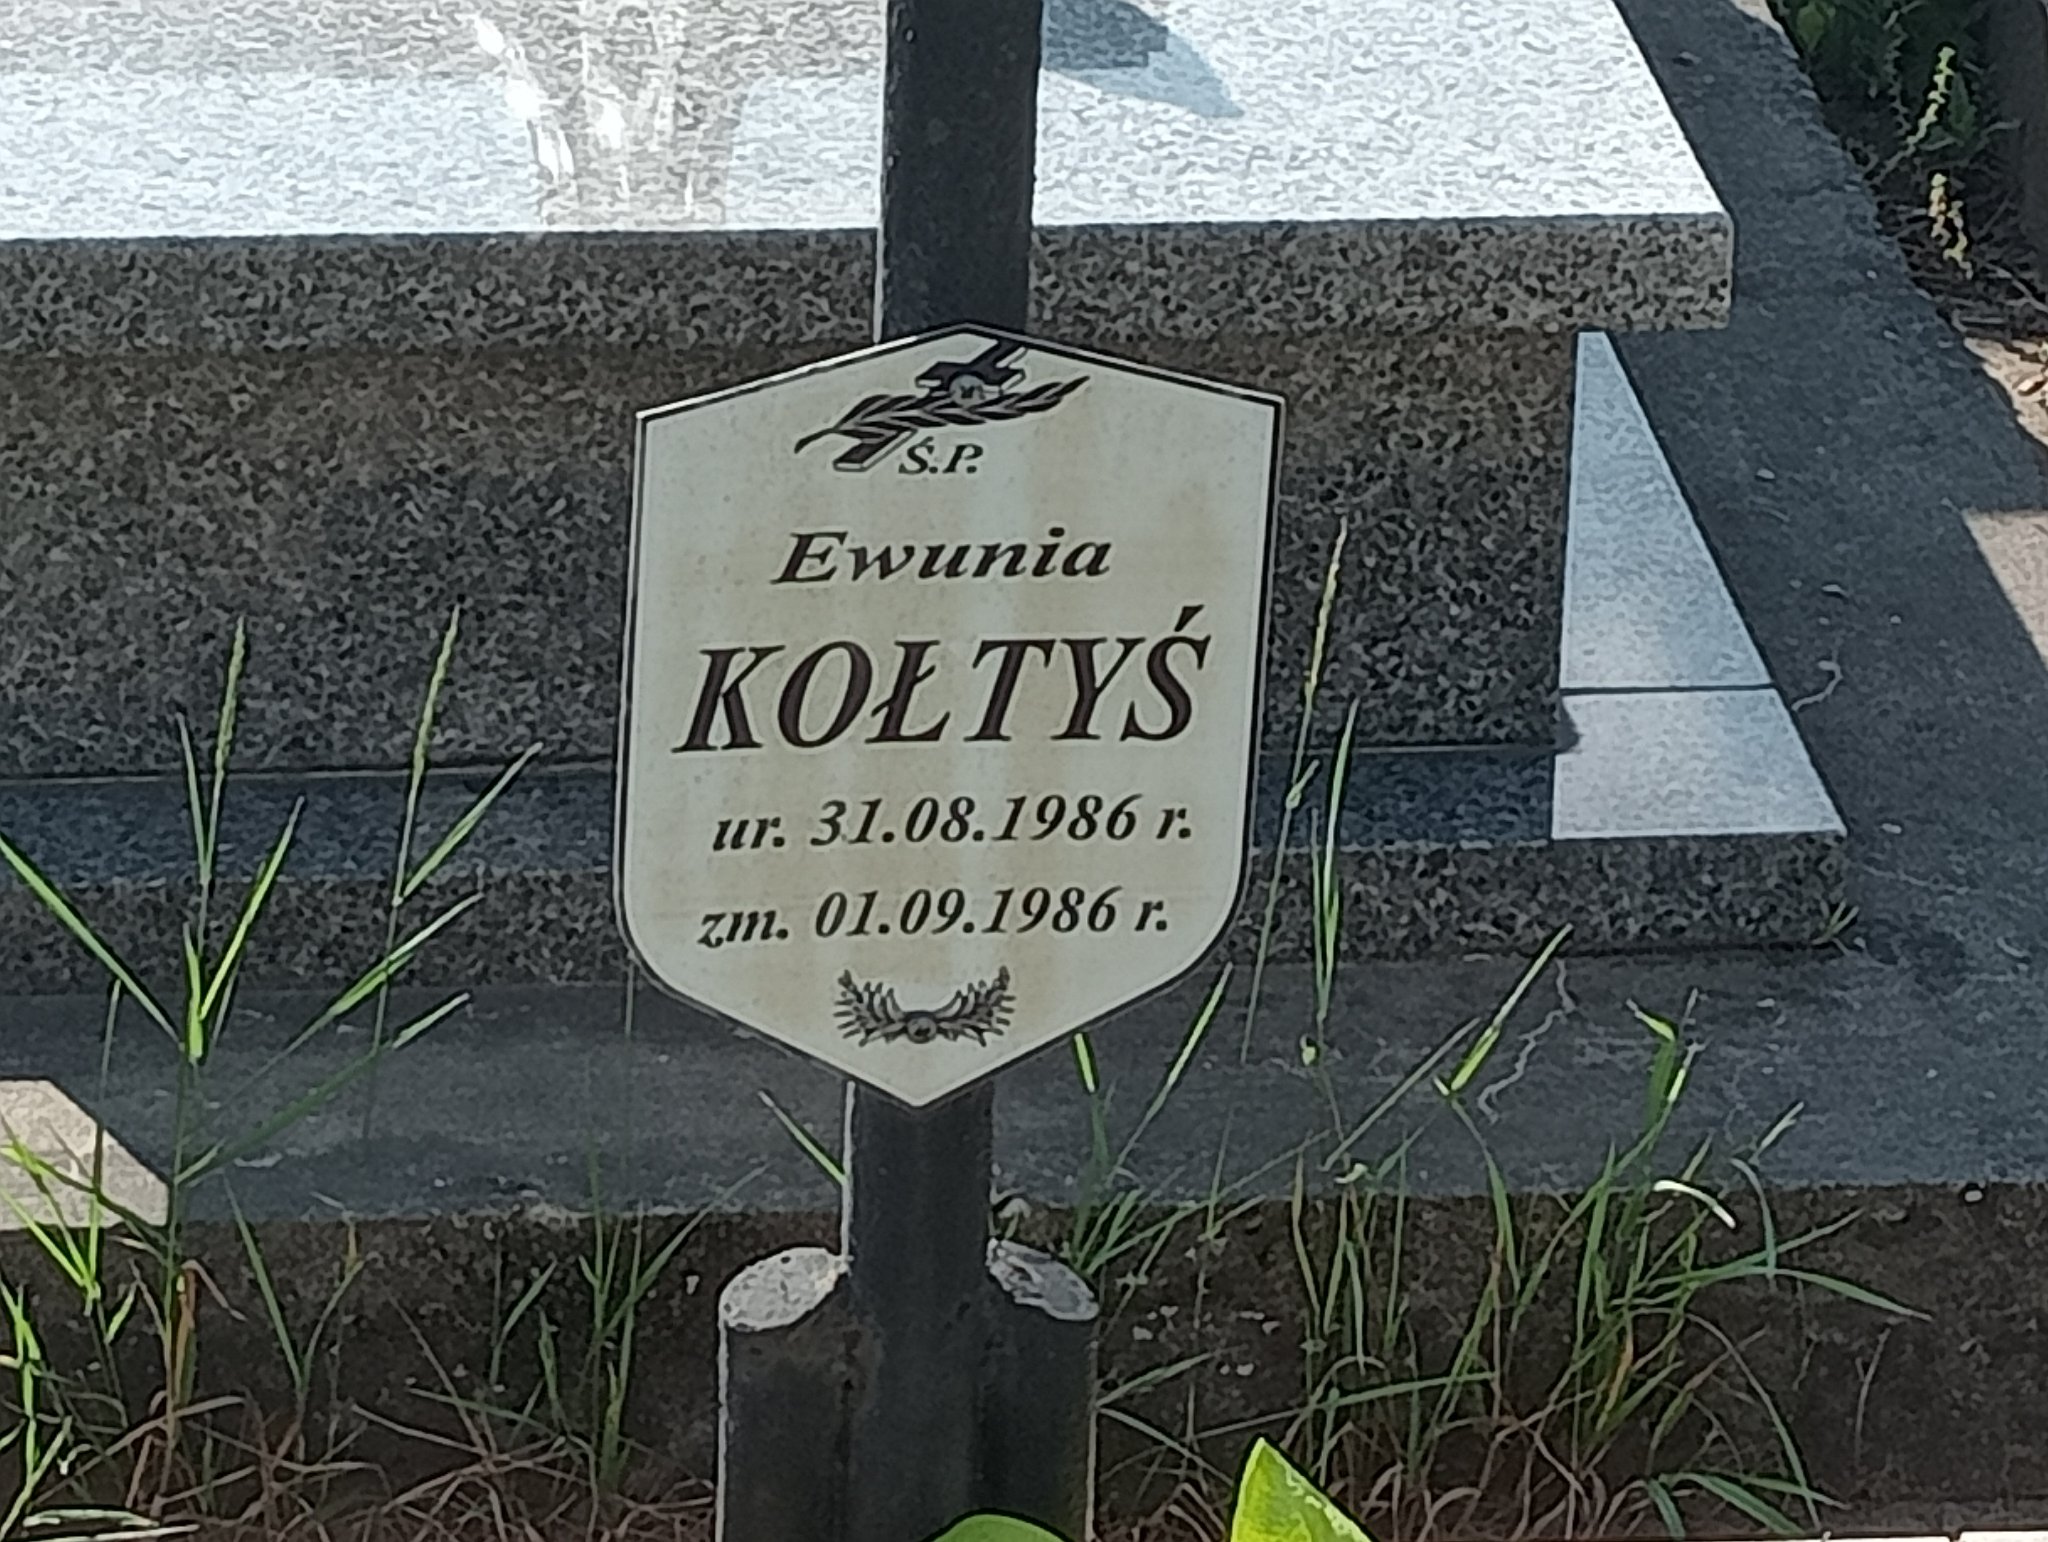 Ś.P.
Ewunia
KOŁTYŚ
ur. 31.08.1986 r.
zm. 01.09.1986 r.